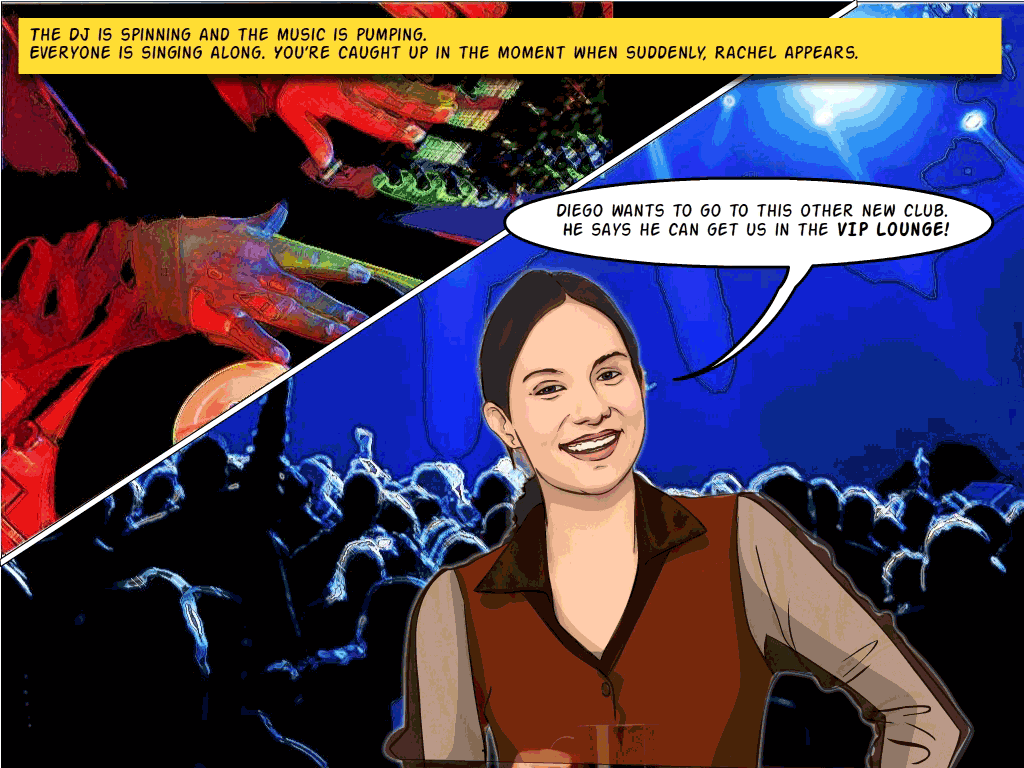 THE DJ IS SPINNING AND THE MUSIC IS PUMPING.
EVERYONE IS SINGING ALONG. YOU'RE CAUGHT UP IN THE MOMENT WHEN SUDDENLY, RACHEL APPEARS.
DIEGO WANTS TO GO TO THIS OTHER NEW CLUB.
HE SAYS HE CAN GET US IN THE VIP LOUNGE!